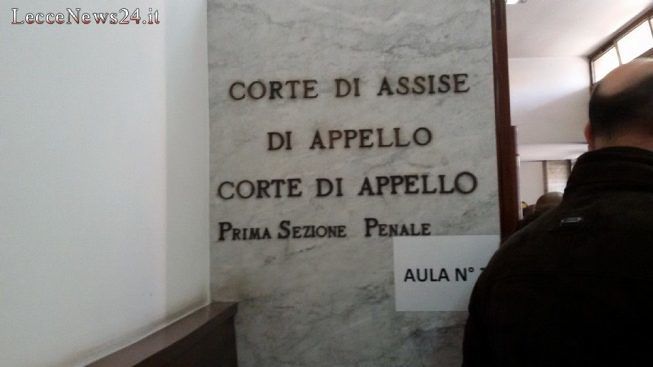 LecceNews24.it
CORTE DI ASSISE
DI APPELLO
CORTE DI APPELLO
PRIMA SEZIONE PENALE
AULA N°